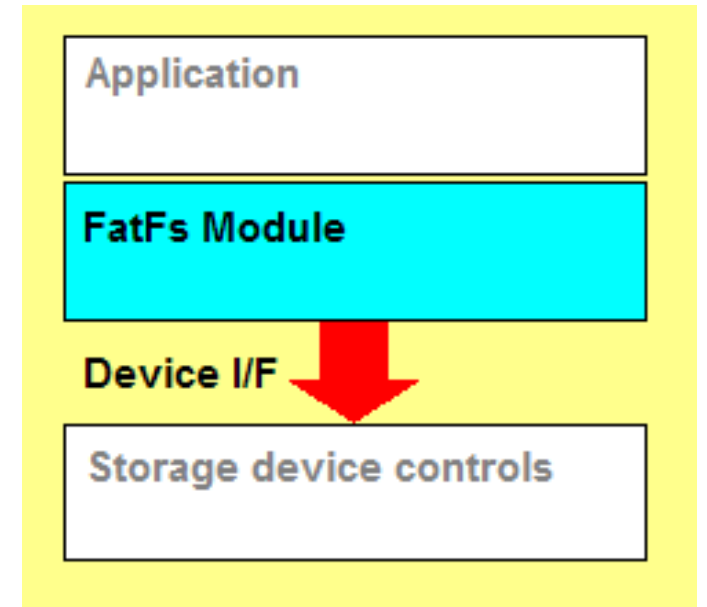 Application
FatFs Module
Device I/F
Storage device controls